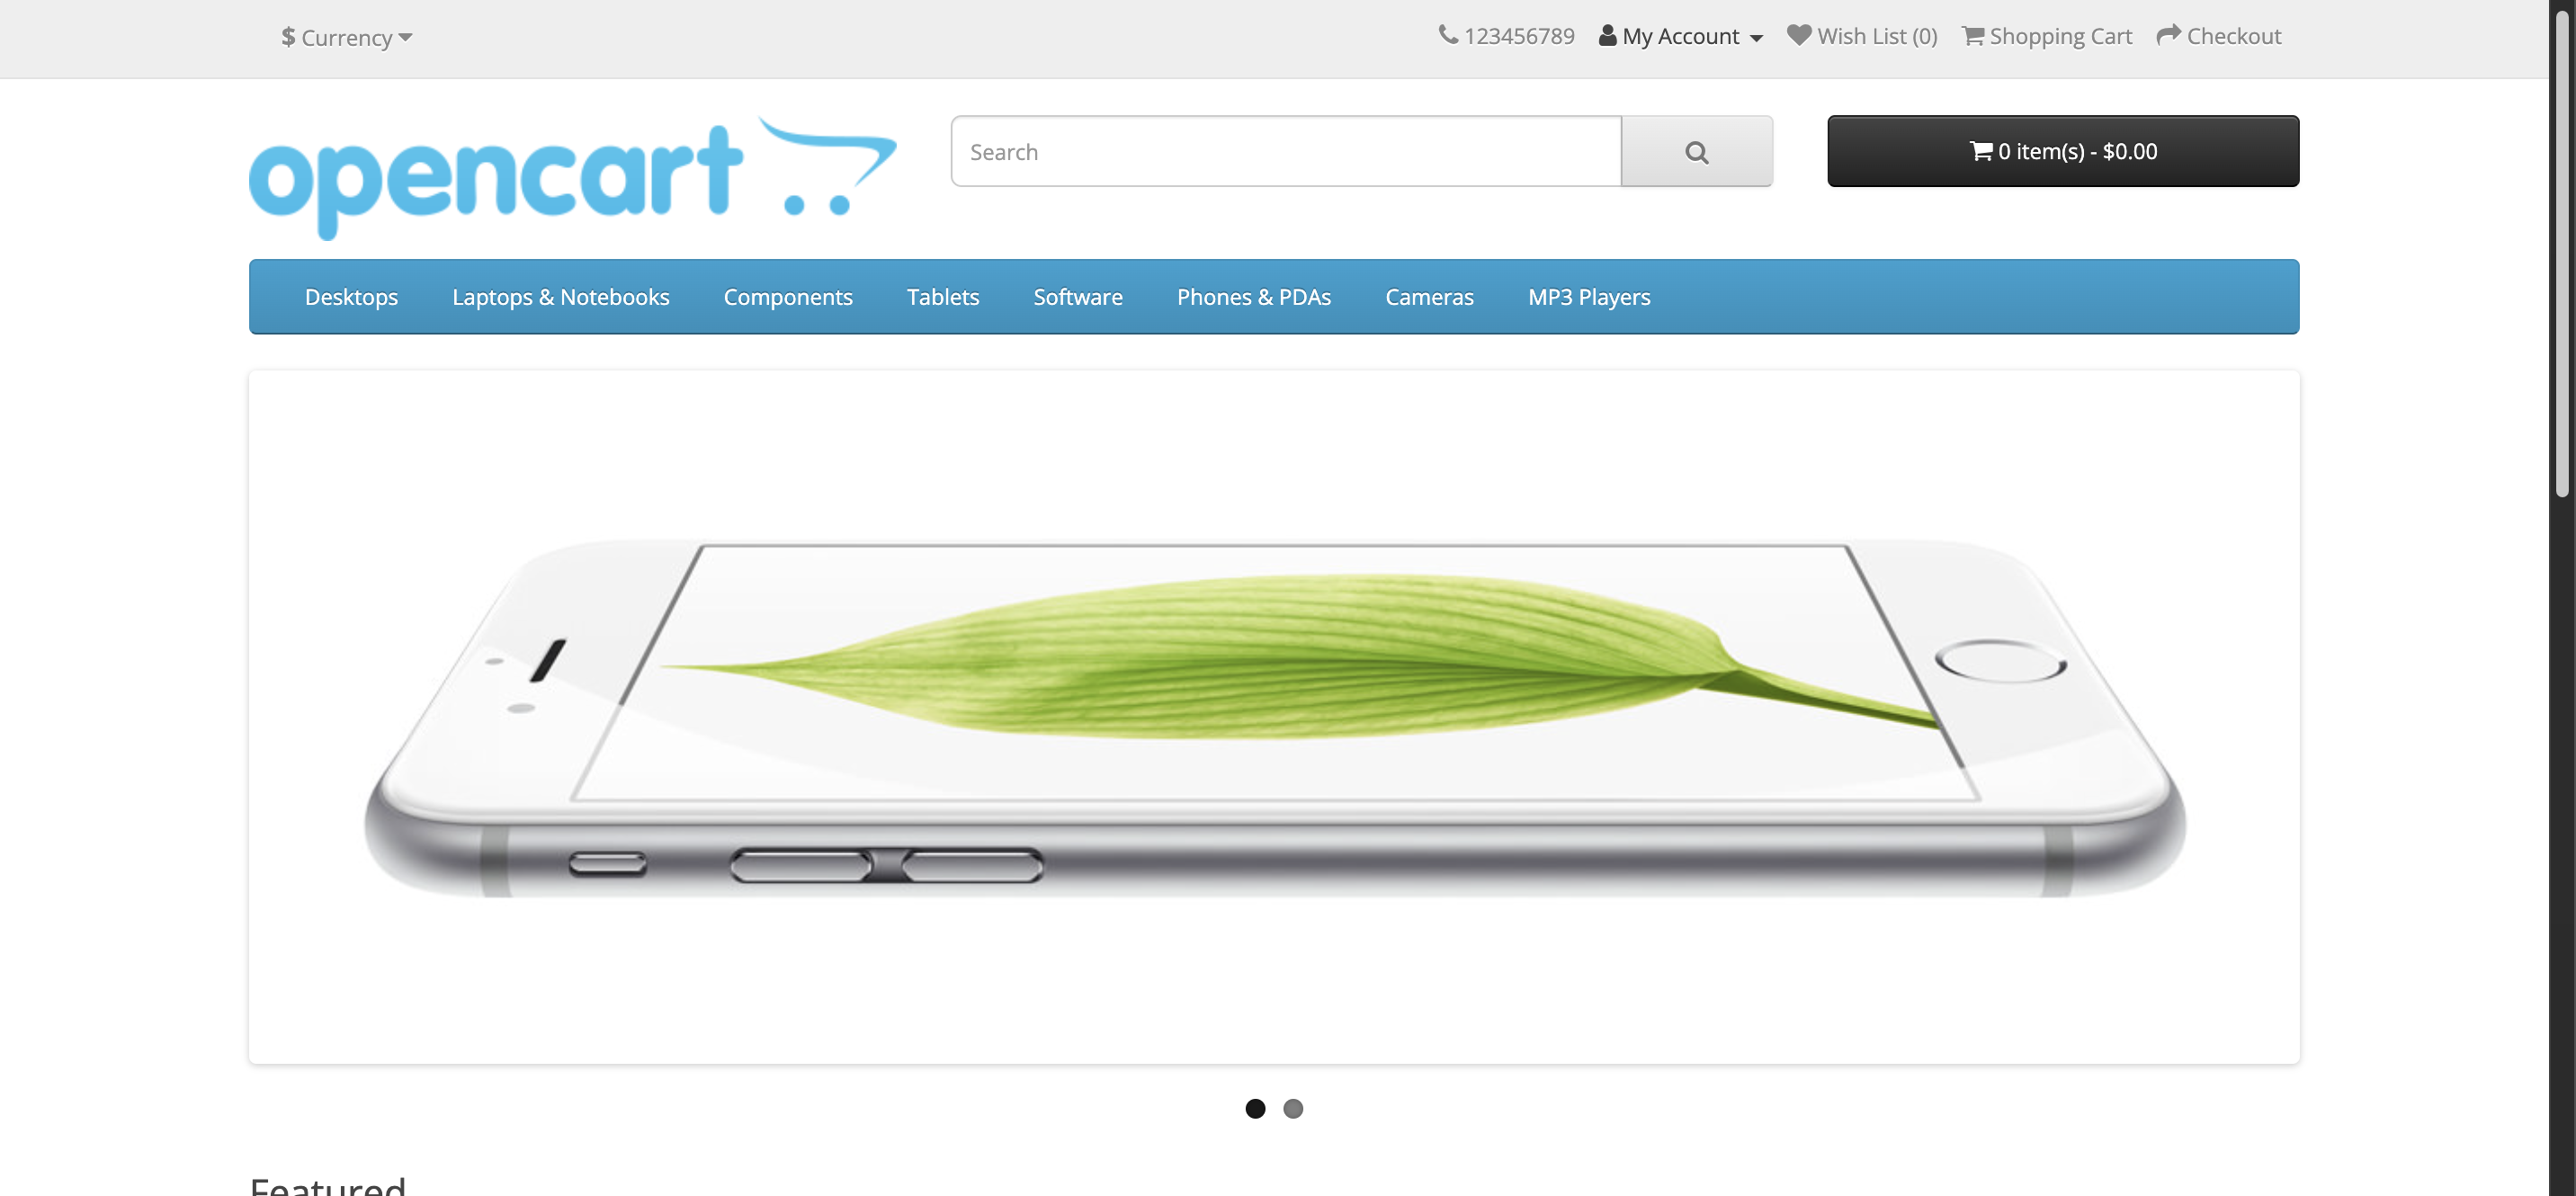 $ Currency
123456789 My Account Wish List (0) Shopping Cart Checkout
opencart
Search
0 item(s) - $0.00
Desktops Laptops & Notebooks Components Tablets Software Phones & PDAs Cameras MP3 Players
Featured